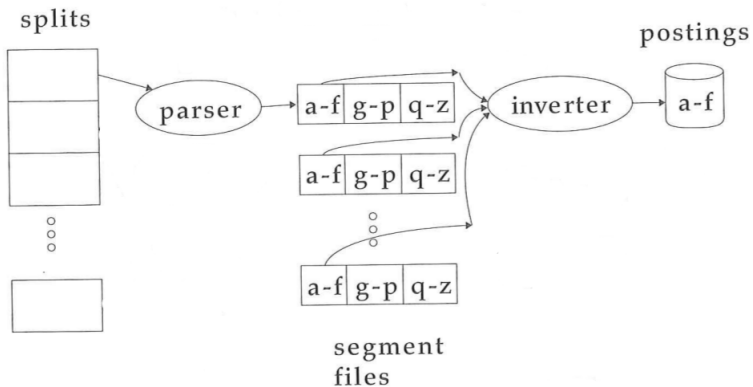 splits
postings
parser
a-f g-p q-z
inverter
a-f
a-f g-p q-z
a-f g-p q-z
segment
files